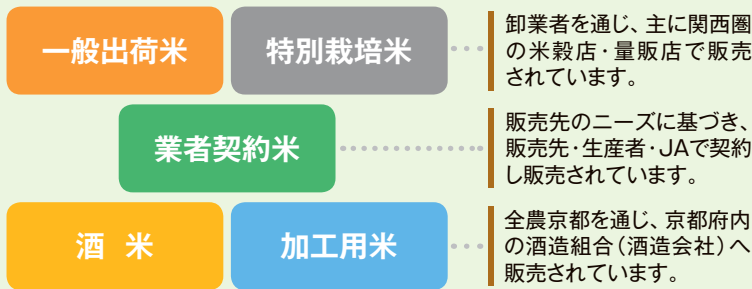 一般出荷米
特別栽培米
卸業者を通じ、主に関西圏
の米穀店・量販店で販売
されています。
業者契約米
販売先のニーズに基づき、
販売先・生産者・JAで契約
し販売されています。
酒 米
加工用米
全農京都を通じ、京都府内
の酒造組合（酒造会社）へ
販売されています。